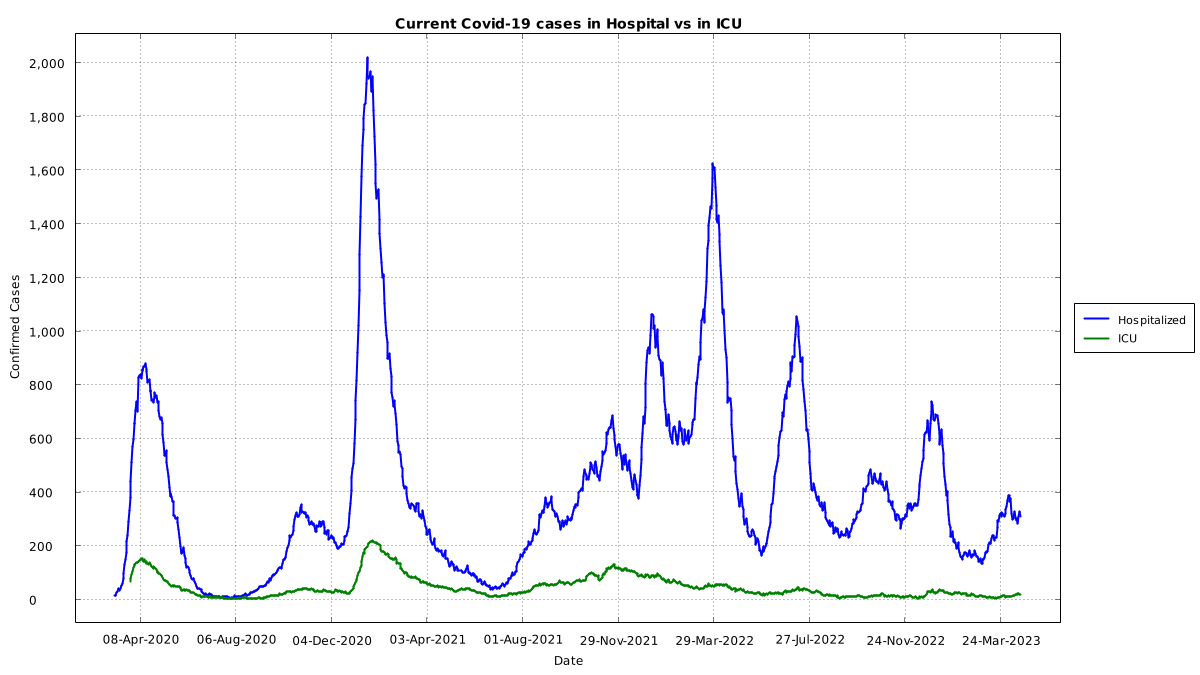 Current Covid-19 cases in Hospital vs in ICU
Confirmed Cases
2,000
1,800
1,600
1,400
1,200
1,000
800
600
400
200
0
08-Apr-2020
06-Aug-2020
04-Dec-2020
03-Apr-2021
01-Aug-2021
29-Nov-2021
29-Mar-2022
27-Jul-2022
24-Nov-2022
24-Mar-2023
Date
Hospitalized
ICU